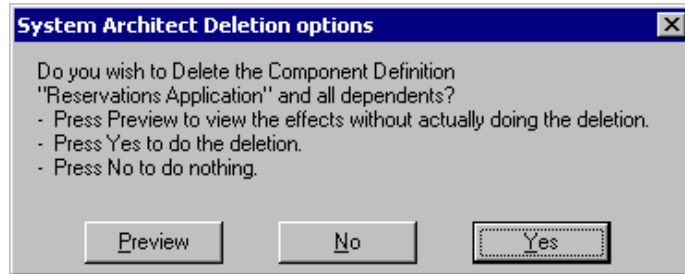 System Architect Deletion options
Do you wish to Delete the Component Definition
"Reservations Application" and all dependents?
- Press Preview to view the effects without actually doing the deletion.
- Press Yes to do the deletion.
- Press No to do nothing.
Preview No Yes